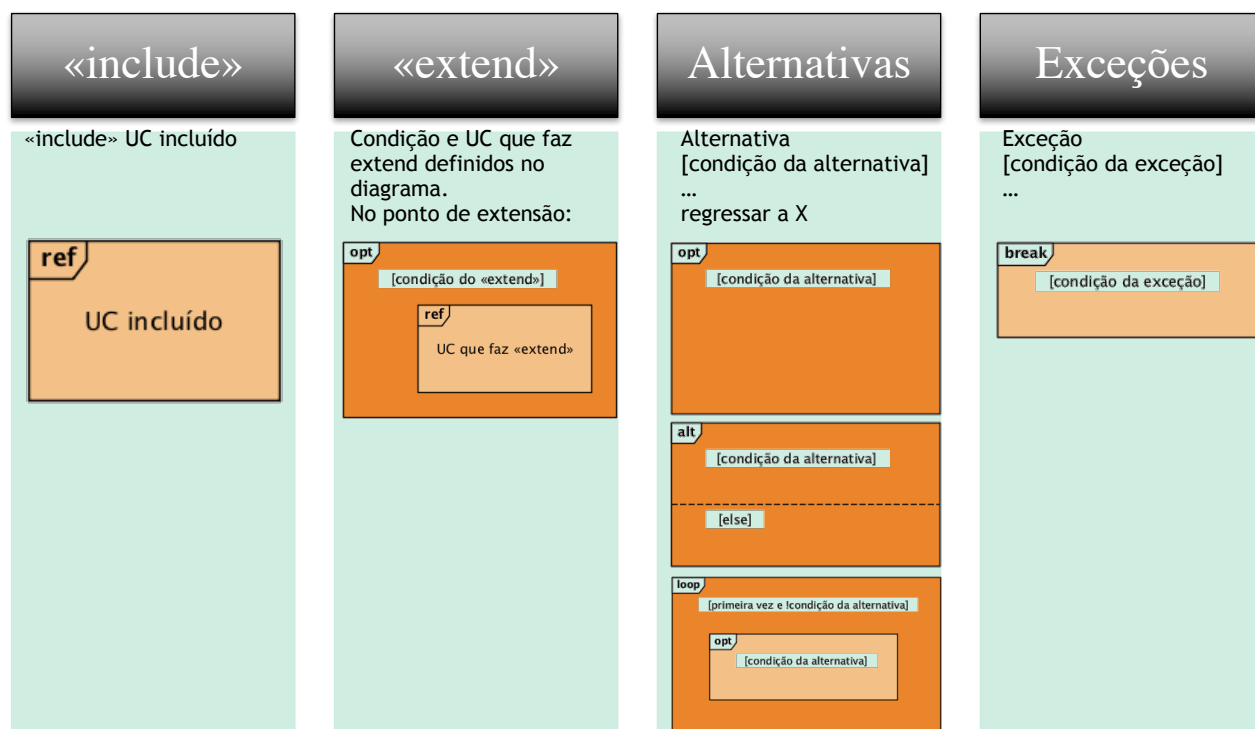 «include»
«include» UC incluído
ref
UC incluído
«extend»
Condição e UC que faz
extend definidos no
diagrama.
No ponto de extensão:
opt
[condição do «extend»]
ref
UC que faz «extend»
Alternativas
Alternativa
[condição da alternativa]
…
regressar a X
opt
[condição da alternativa]
alt
[condição da alternativa]
[else]
loop
[primeira vez e !condição da alternativa]
opt
[condição da alternativa]
Exceções
Exceção
[condição da exceção]
…
break
[condição da exceção]